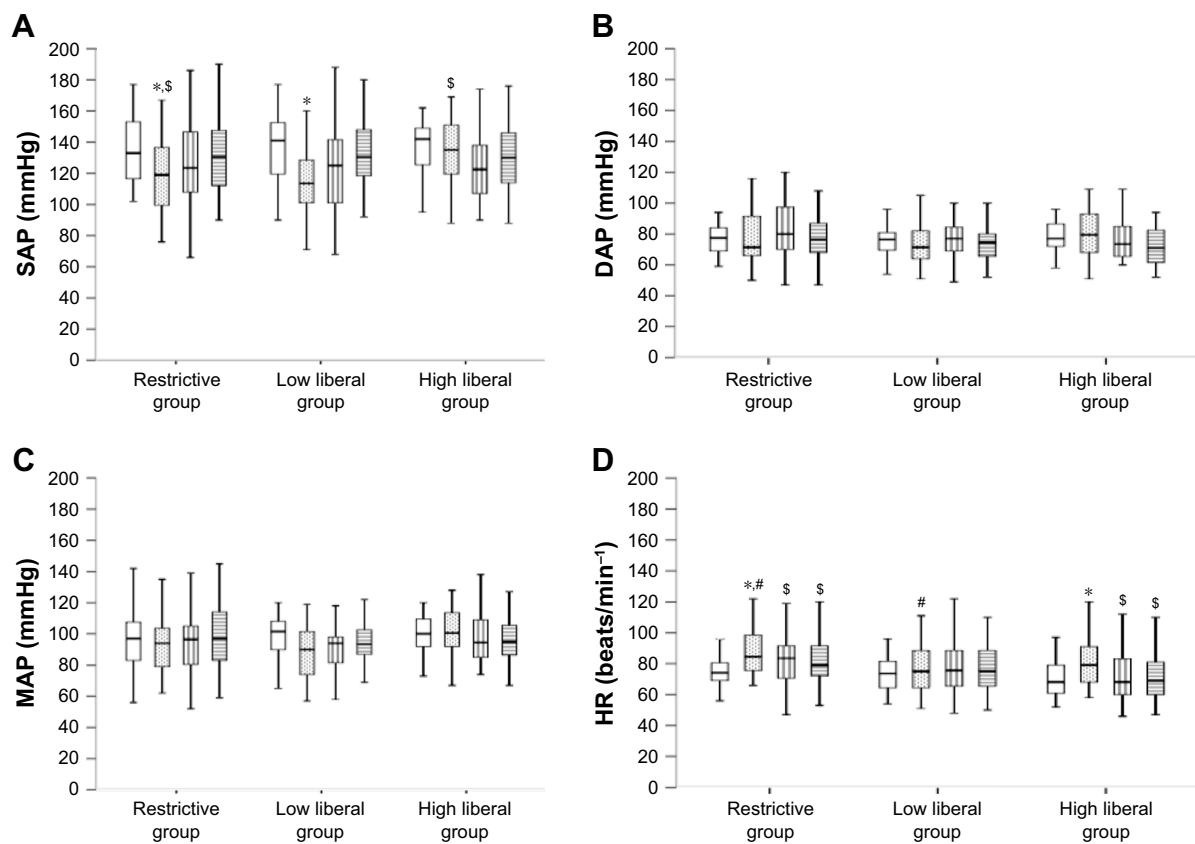 A
SAP (mmHg)
200
180
160
140
120
100
80
60
40
20
0
*,$
*
$
Restrictive
group
Low liberal
group
High liberal
group
B
DAP (mmHg)
200
180
160
140
120
100
80
60
40
20
0
Restrictive
group
Low liberal
group
High liberal
group
C
MAP (mmHg)
200
180
160
140
120
100
80
60
40
20
0
Restrictive
group
Low liberal
group
High liberal
group
D
HR (beats/min⁻¹)
200
180
160
140
120
100
80
60
40
20
0
*,#
$
$
#
*
$
$
Restrictive
group
Low liberal
group
High liberal
group